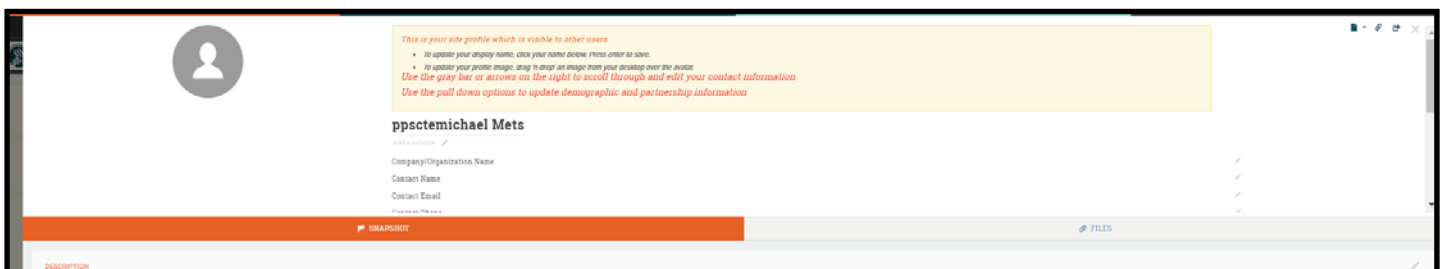 This is your site profile which is visible to other users.
To update your display name, click your name below. Press enter to save.
To update your profile image, drag 'n drop' an image from your desktop over the avatar.
Use the gray bar or arrows on the right to scroll through and edit your contact information
Use the pull down options to update demographic and partnership information
ppsctemichael Mets
Add a subtitle
Company/Organization Name
Contact Name
Contact Email
Contact Phone
SNAPSHOT
FILES
DESCRIPTION